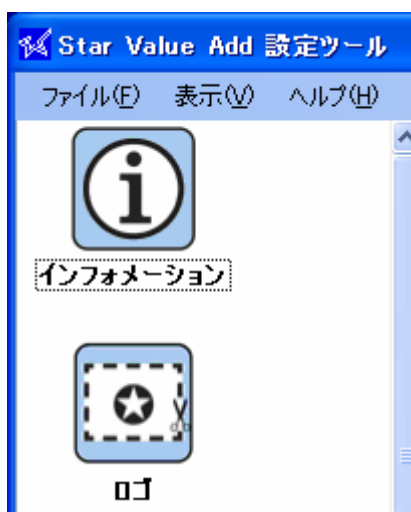 Star Value Add 設定ツール
ファイル(F) 表示(V) ヘルプ(H)
インフォメーション
ロゴ